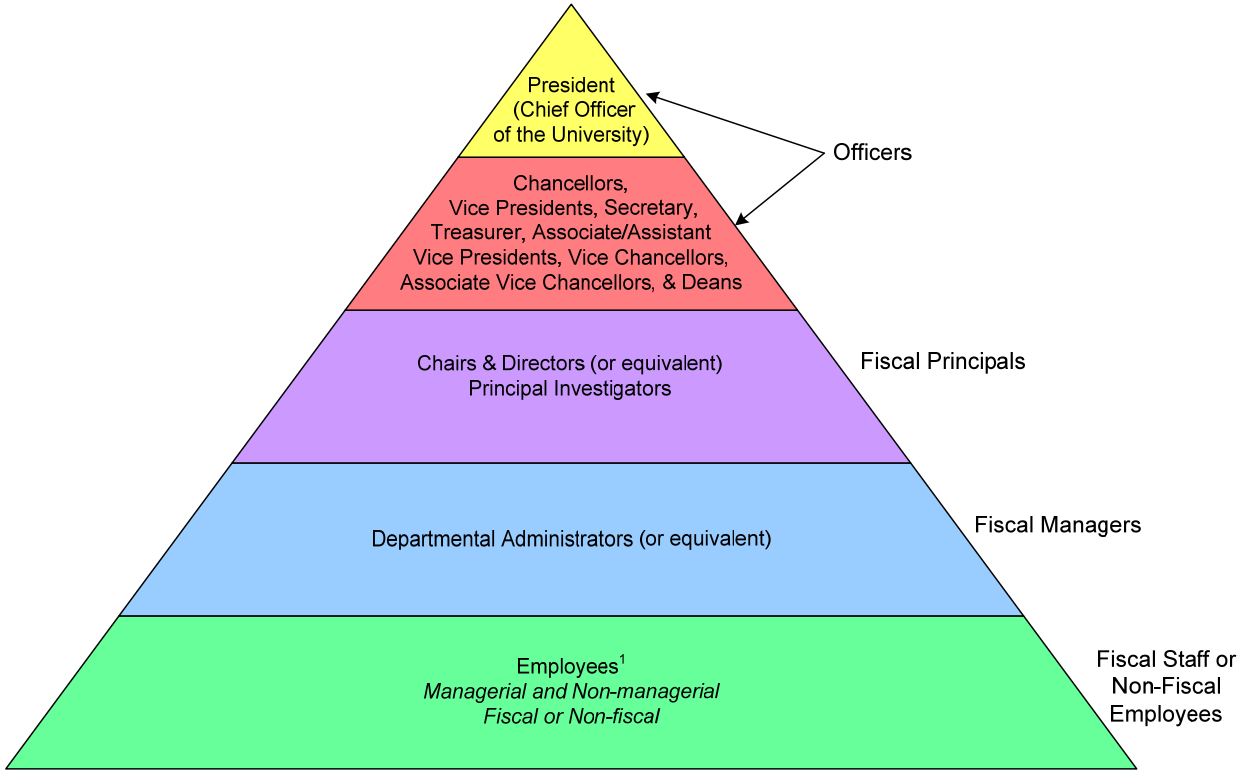 President
(Chief Officer
of the University)
Officers
Chancellors,
Vice Presidents, Secretary,
Treasurer, Associate/Assistant
Vice Presidents, Vice Chancellors,
Associate Vice Chancellors, & Deans
Chairs & Directors (or equivalent)
Principal Investigators
Fiscal Principals
Departmental Administrators (or equivalent)
Fiscal Managers
Employees¹
Managerial and Non-managerial
Fiscal or Non-fiscal
Fiscal Staff or
Non-Fiscal
Employees